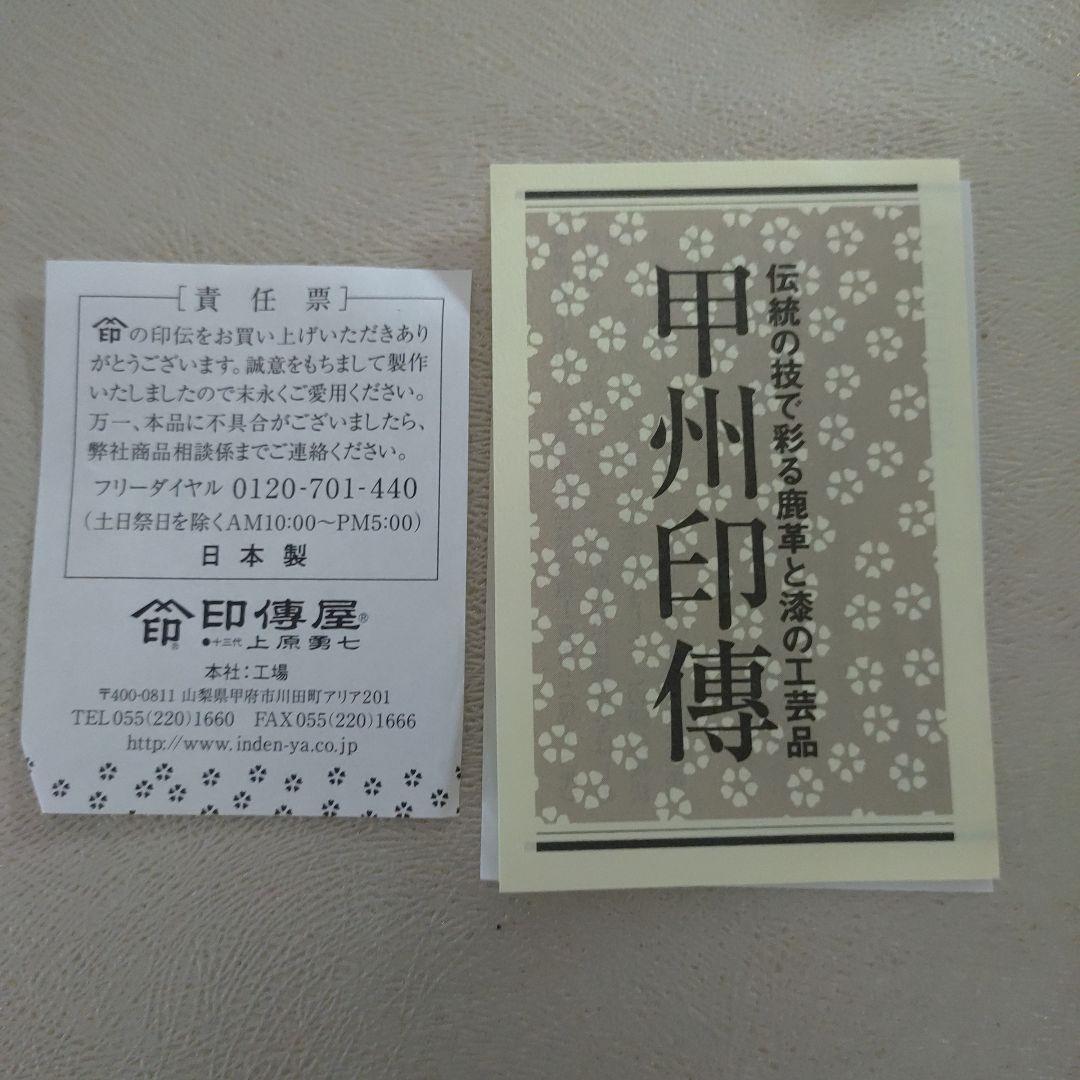 [責任票]
印の印伝をお買い上げいただきあり
がとうございます。誠意をもちまして製作
いたしましたので末永くご愛用ください。
万一、本品に不具合がございましたら、
弊社商品相談係までご連絡ください。
フリーダイヤル 0120-701-440
(土日祭日を除くAM10:00〜PM5:00)
日本製
印 印傳屋®
●十三代 上原勇七
本社:工場
〒400-0811 山梨県甲府市川田町アリア201
TEL055(220)1660 FAX055(220)1666
http://www.inden-ya.co.jp
伝統の技で彩る鹿革と漆の工芸品
甲州印傳